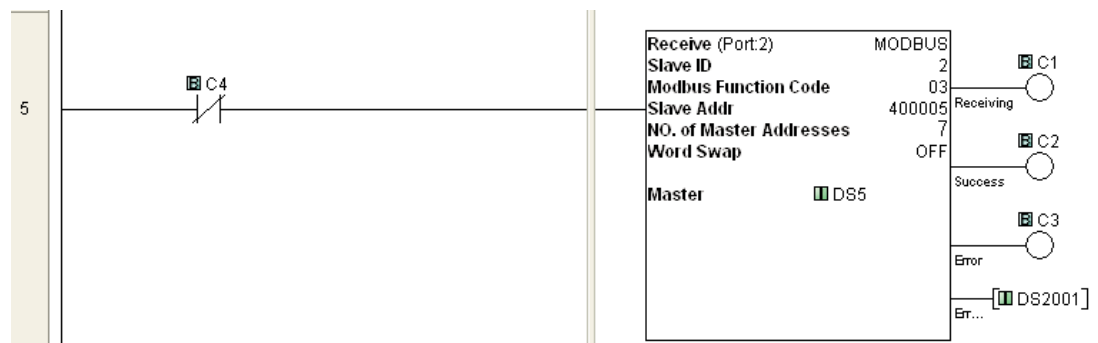 5
C4
Receive (Port:2) MODBUS
Slave ID 2
Modbus Function Code 03
Slave Addr 400005
NO. of Master Addresses 7
Word Swap OFF
Master DS5
B C1
Receiving
B C2
Success
B C3
Error
DS2001
Err...